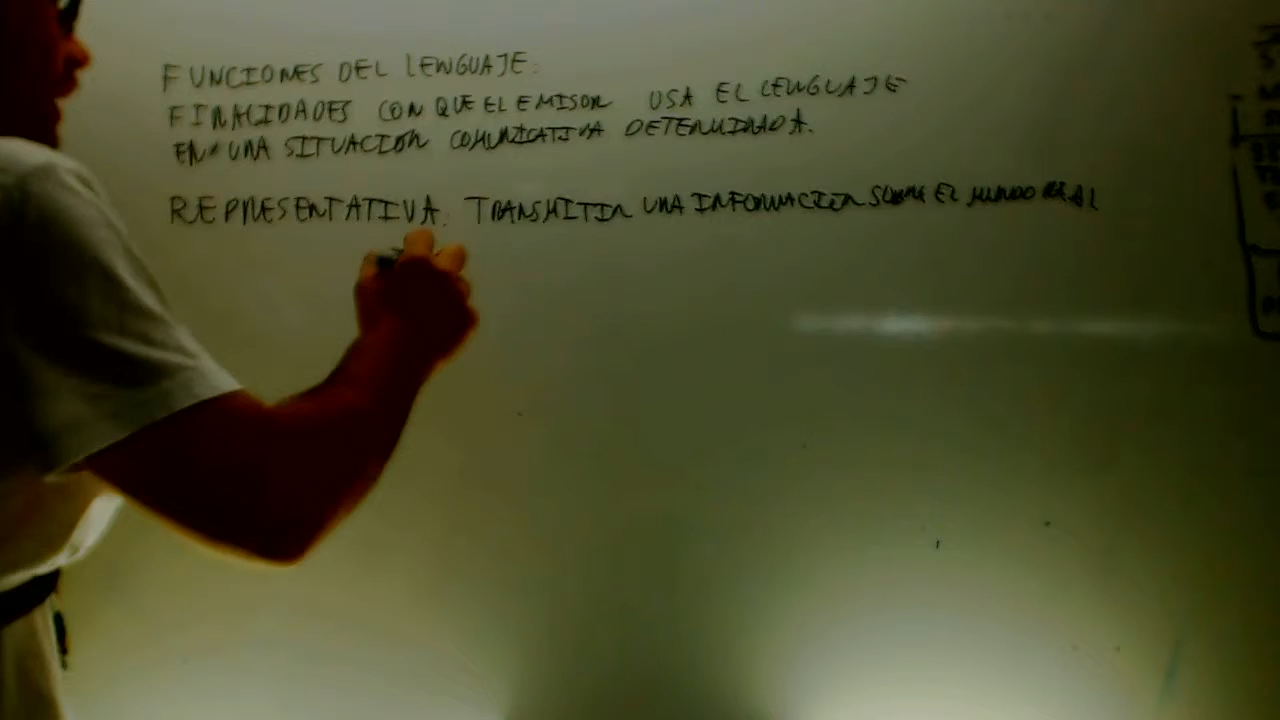 FUNCIONES DEL LENGUAJE:
FINALIDADES CON QUE EL EMISOR USA EL LENGUAJE
EN UNA SITUACION COMUNICATIVA DETERMINADA.
REPRESENTATIVA: TRANSMITIR UNA INFORMACION SOBRE EL MUNDO REAL